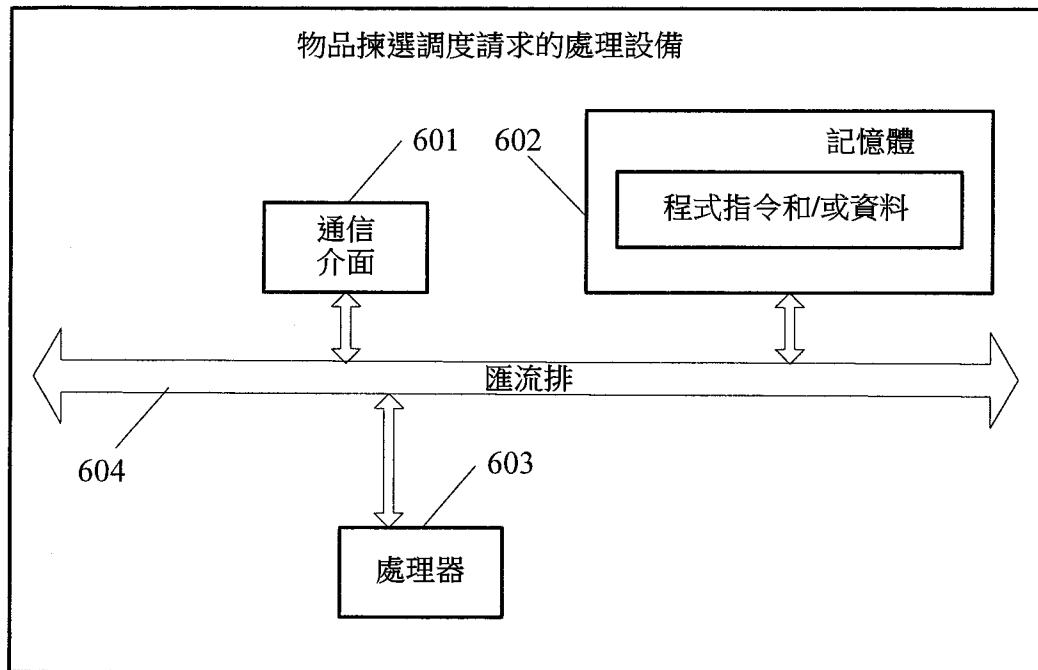 物品揀選調度請求的處理設備
601
602
記憶體
程式指令和/或資料
通信
介面
匯流排
604
603
處理器